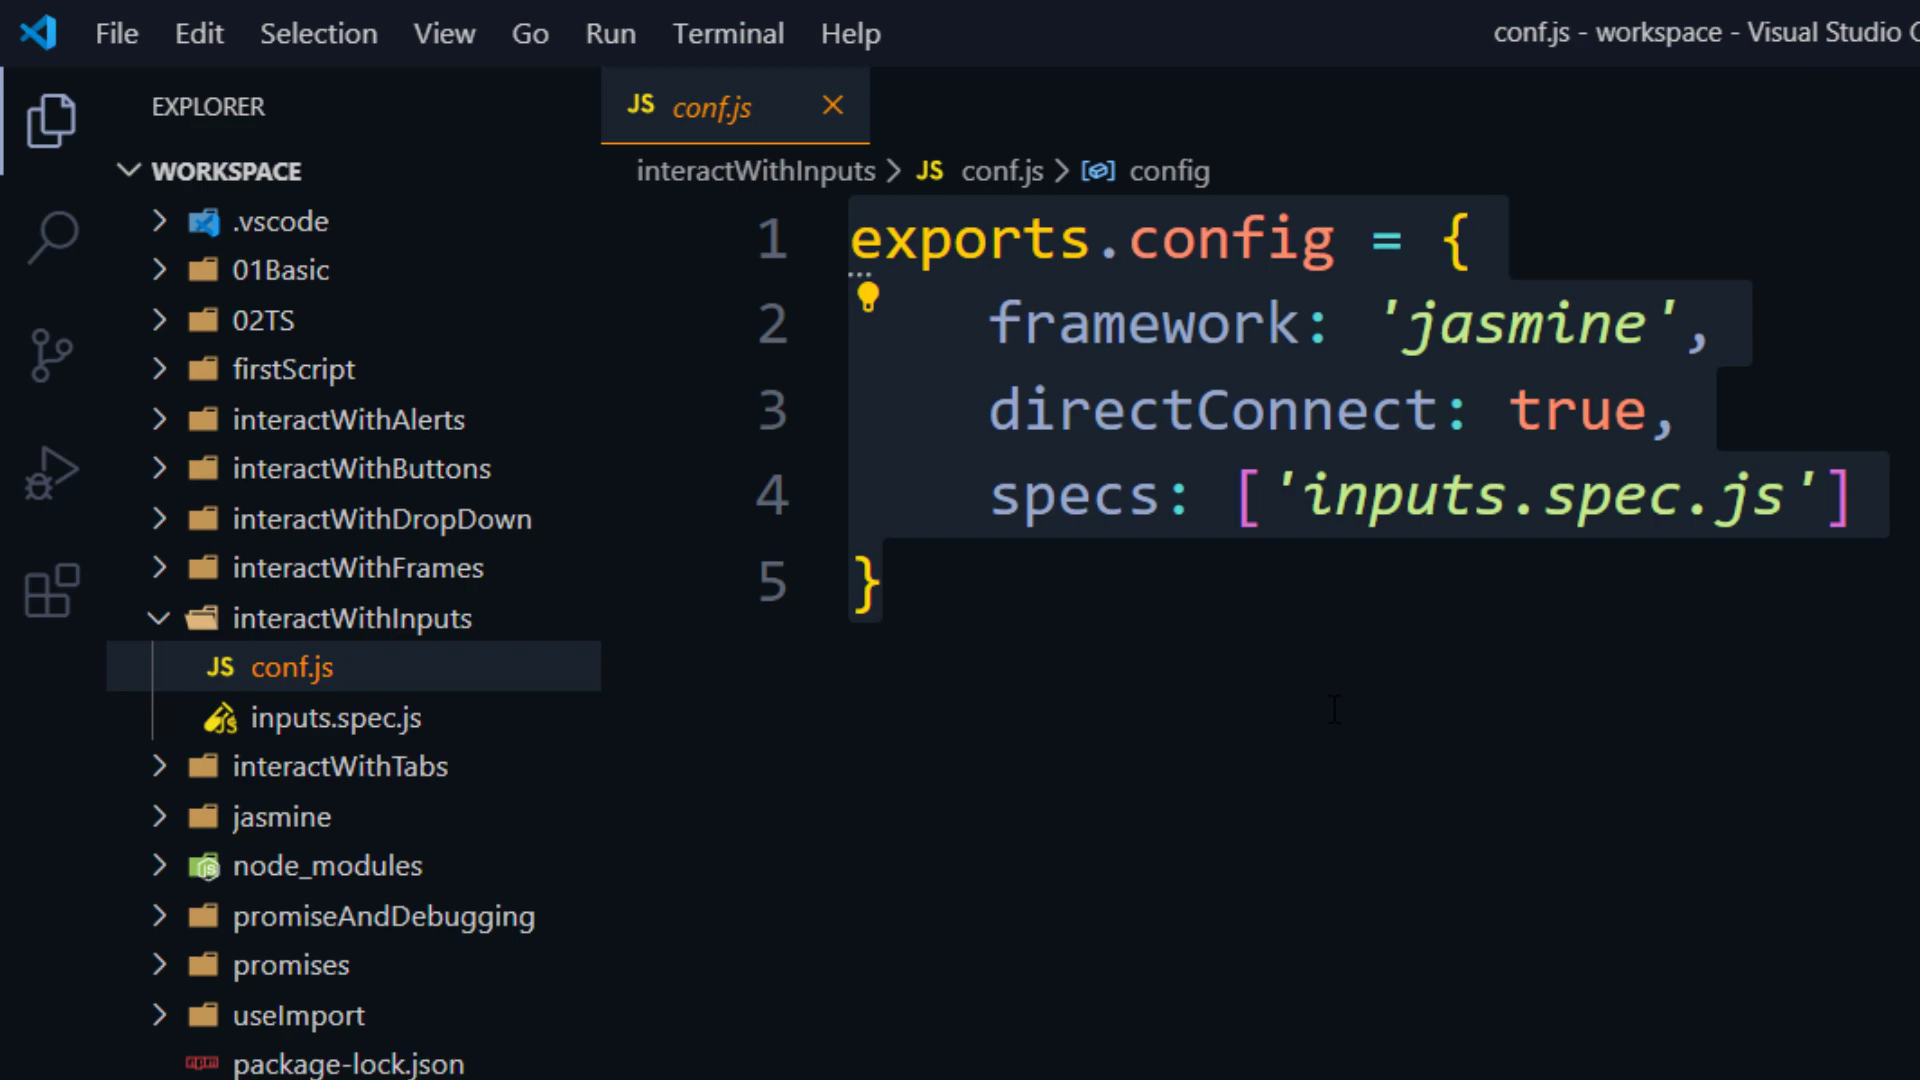 File Edit Selection View Go Run Terminal Help
conf.js - workspace - Visual Studio
EXPLORER
WORKSPACE
.vscode
01Basic
02TS
firstScript
interactWithAlerts
interactWithButtons
interactWithDropDown
interactWithFrames
interactWithInputs
JS conf.js
inputs.spec.js
interactWithTabs
jasmine
node_modules
promiseAndDebugging
promises
useImport
package-lock.json
JS conf.js
interactWithInputs > JS conf.js > config
1 exports.config = {
2 framework: 'jasmine',
3 directConnect: true,
4 specs: ['inputs.spec.js']
5 }